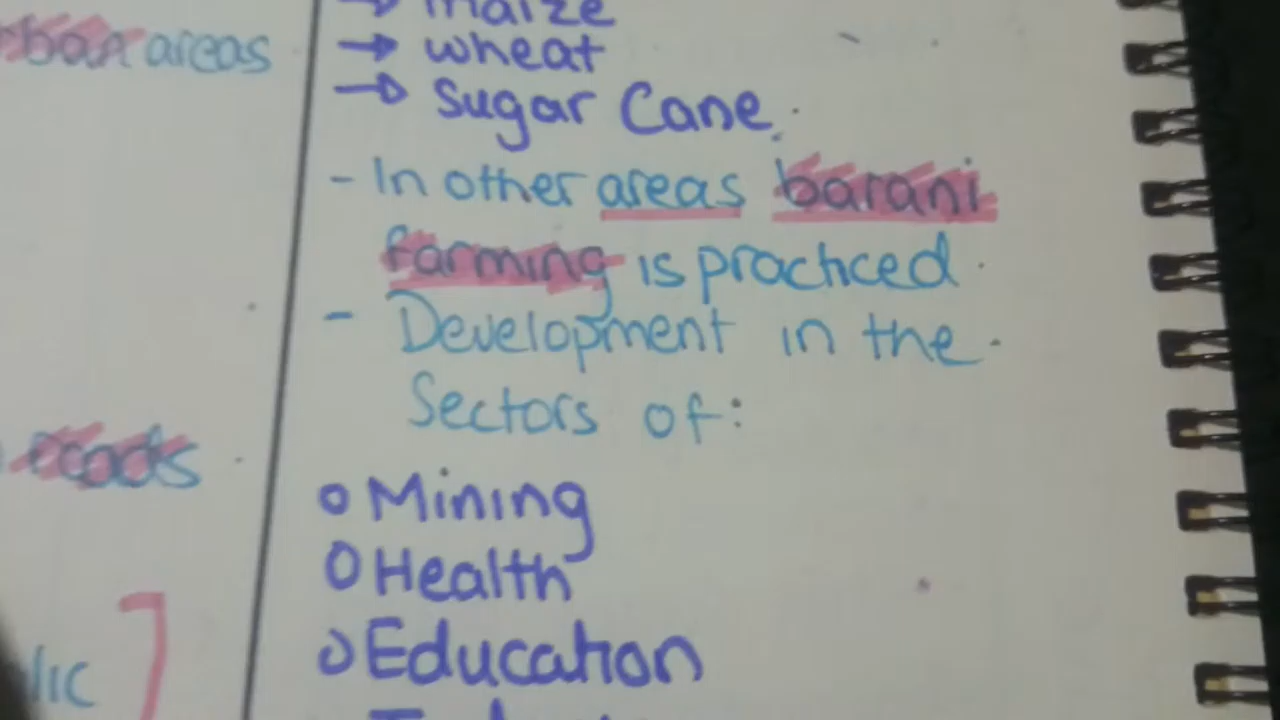 areas
→ maize
→ wheat
→ Sugar Cane.
- In other areas barani
farming is practiced.
- Development in the
Sectors of:
o Mining
o Health
o Education